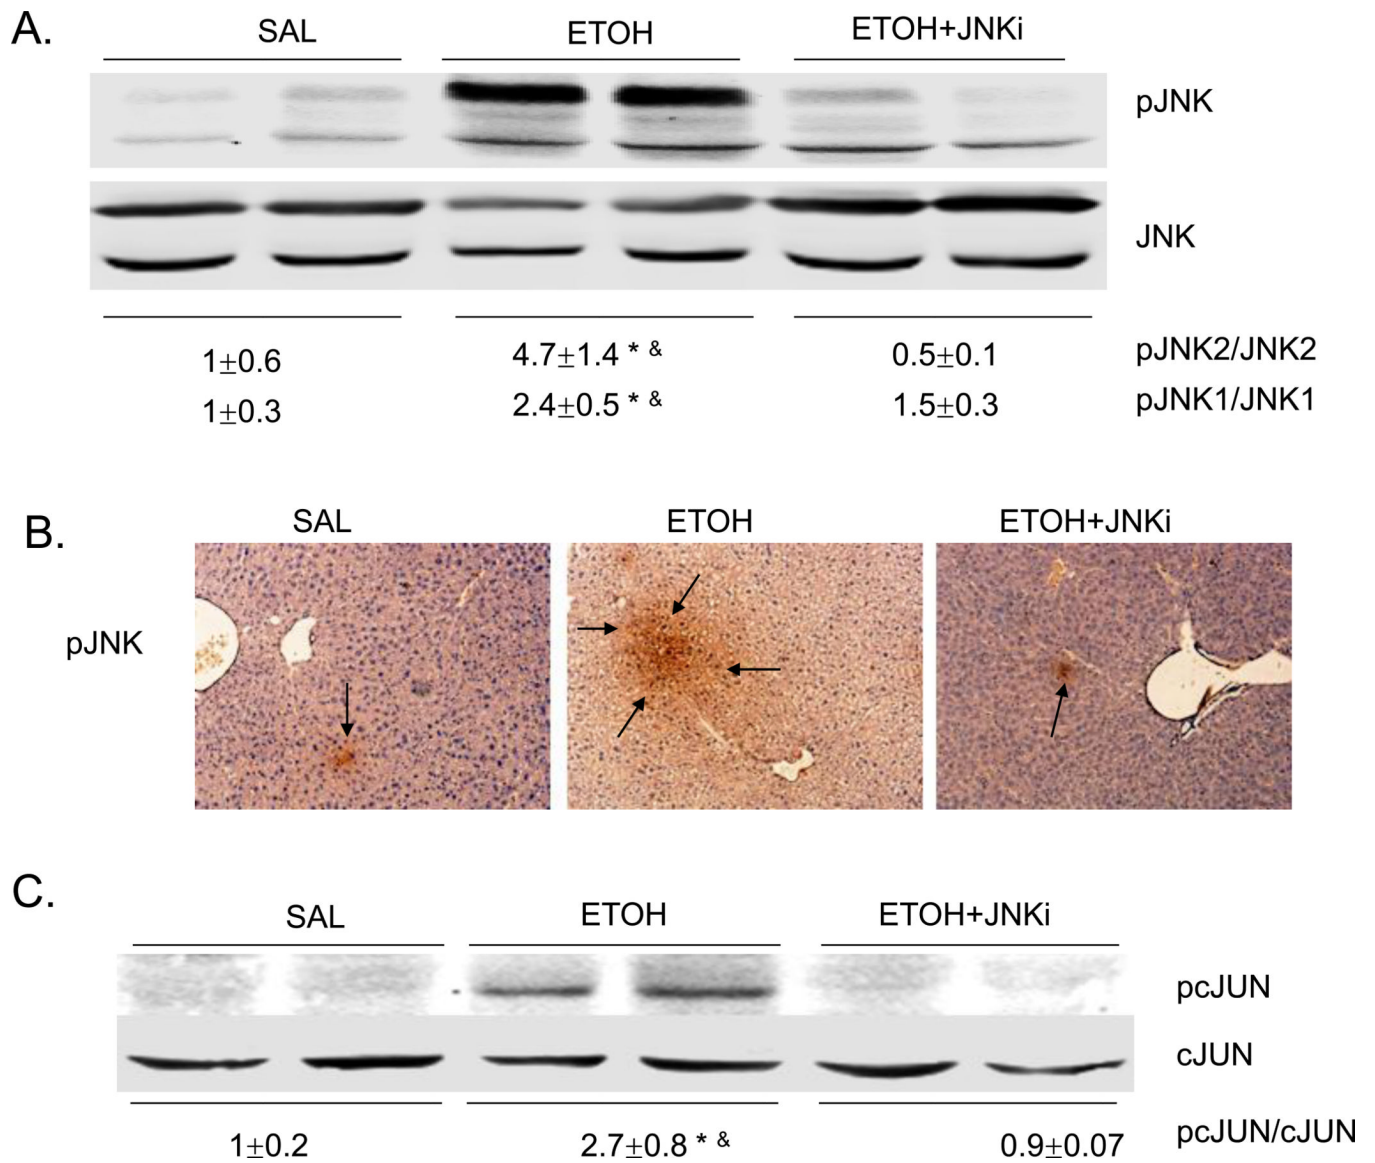 A.
SAL ETOH ETOH+JNKi
pJNK
JNK
1±0.6 4.7±1.4 * & 0.5±0.1 pJNK2/JNK2
1±0.3 2.4±0.5 * & 1.5±0.3 pJNK1/JNK1
B.
SAL ETOH ETOH+JNKi
pJNK
C.
SAL ETOH ETOH+JNKi
pcJUN
cJUN
1±0.2 2.7±0.8 * & 0.9±0.07 pcJUN/cJUN